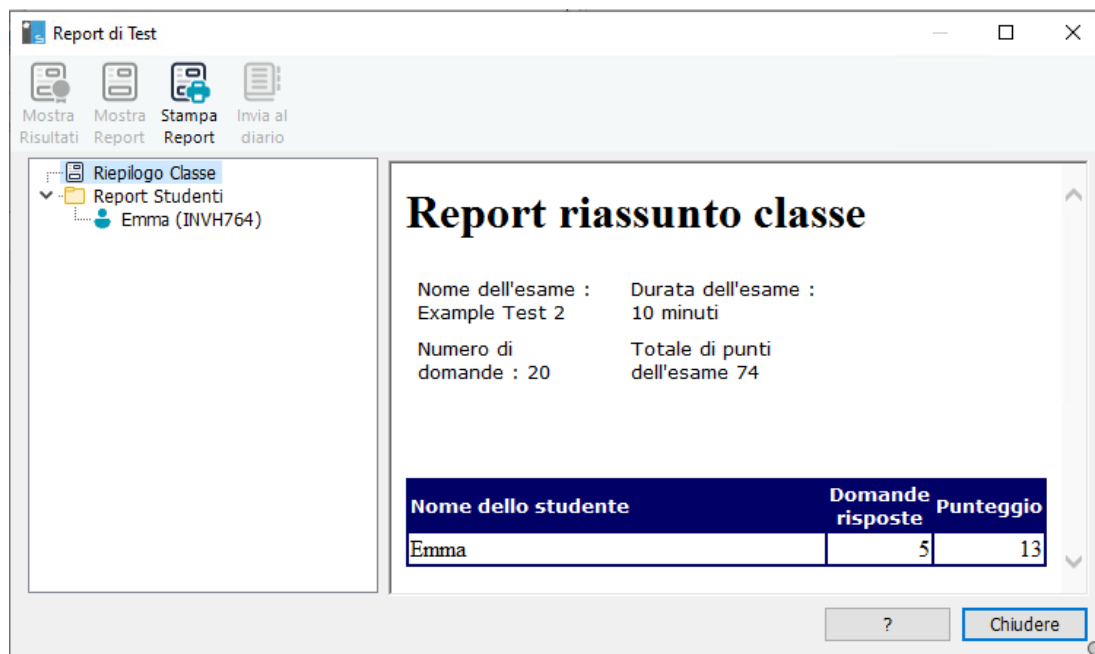 Report di Test
Mostra Risultati
Mostra Report
Stampa Report
Invia al diario
Riepilogo Classe
Report Studenti
Emma (INVH764)
Report riassunto classe
Nome dell'esame :
Example Test 2
Durata dell'esame :
10 minuti
Numero di
domande : 20
Totale di punti
dell'esame 74
Nome dello studente
Domande
risposte
Punteggio
Emma 5 13
?
Chiudere